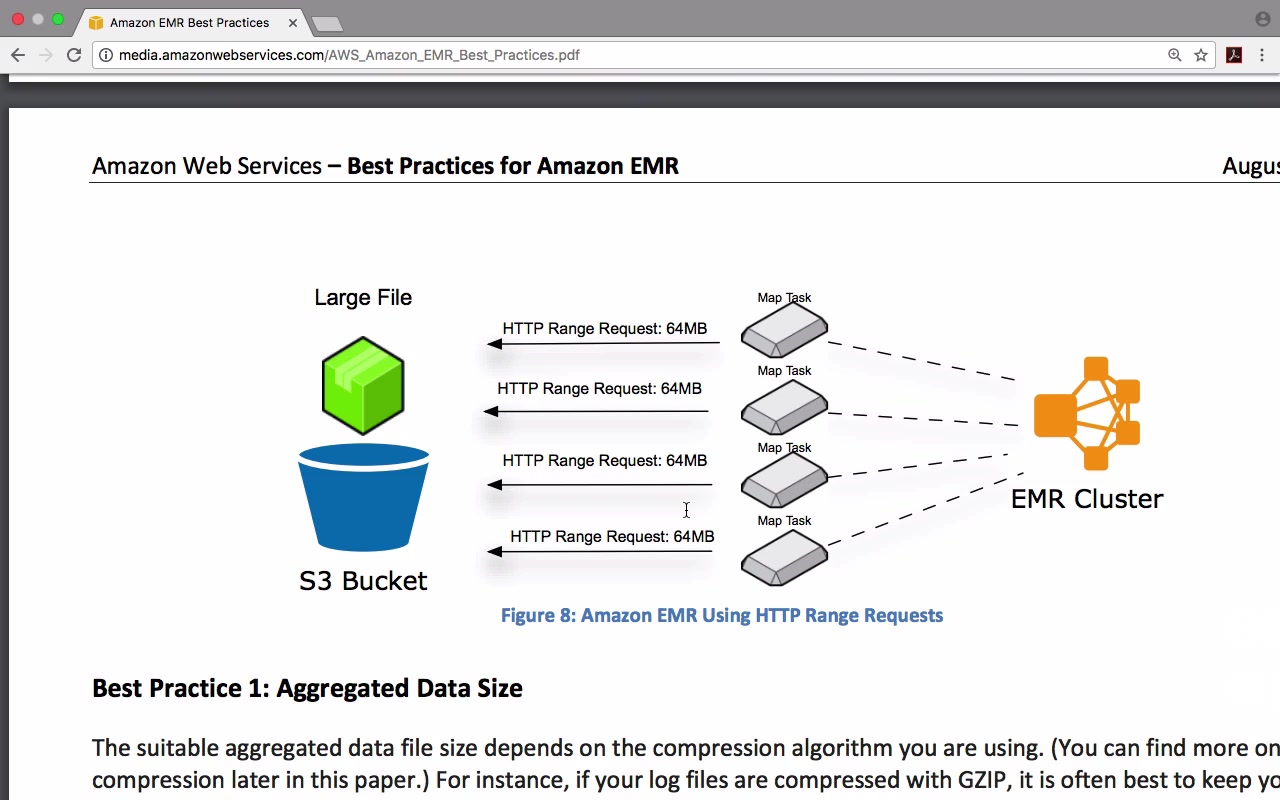 Amazon EMR Best Practices
media.amazonwebservices.com/AWS_Amazon_EMR_Best_Practices.pdf
Amazon Web Services – Best Practices for Amazon EMR
Large File
Map Task
HTTP Range Request: 64MB
Map Task
HTTP Range Request: 64MB
Map Task
HTTP Range Request: 64MB
Map Task
HTTP Range Request: 64MB
EMR Cluster
S3 Bucket
Figure 8: Amazon EMR Using HTTP Range Requests
Best Practice 1: Aggregated Data Size
The suitable aggregated data file size depends on the compression algorithm you are using. (You can find more on
compression later in this paper.) For instance, if your log files are compressed with GZIP, it is often best to keep